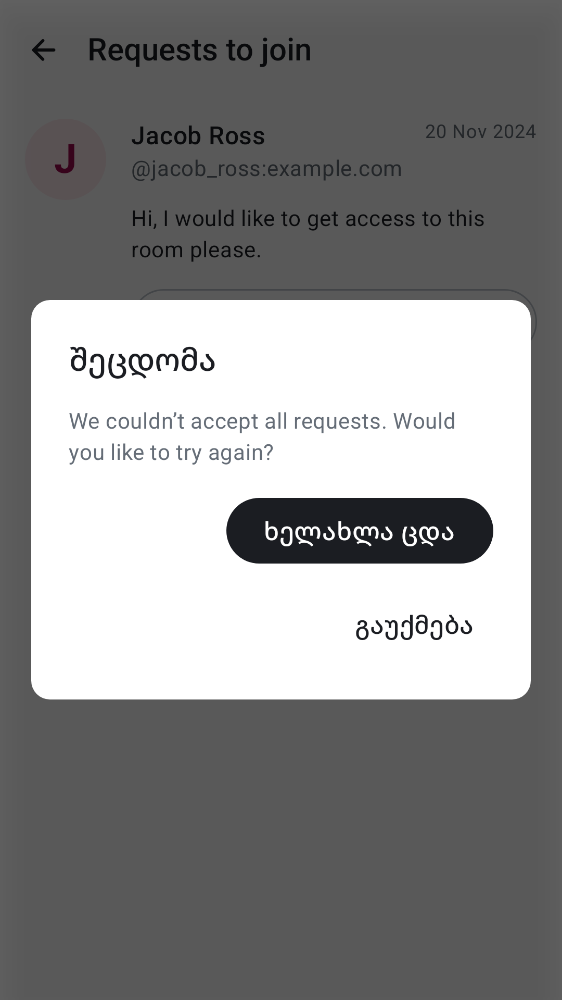 Requests to join
J
Jacob Ross
20 Nov 2024
@jacob_ross:example.com
Hi, I would like to get access to this
room please.
შეცდომა
We couldn’t accept all requests. Would
you like to try again?
ხელახლა ცდა
გაუქმება